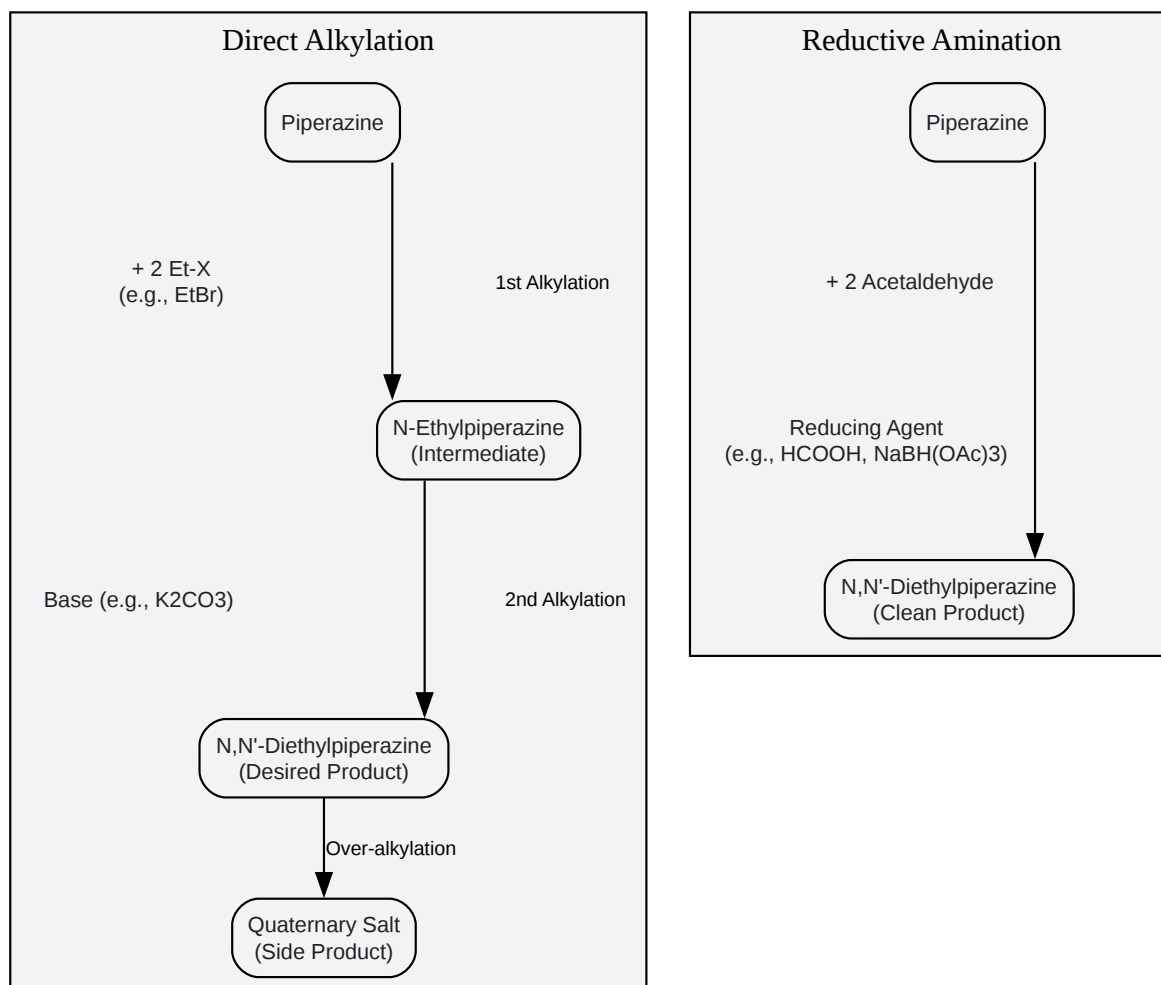 Direct Alkylation
Piperazine
+ 2 Et-X
(e.g., EtBr)
1st Alkylation
N-Ethylpiperazine
(Intermediate)
Base (e.g., K2CO3)
2nd Alkylation
N,N'-Diethylpiperazine
(Desired Product)
Over-alkylation
Quaternary Salt
(Side Product)
Reductive Amination
Piperazine
+ 2 Acetaldehyde
Reducing Agent
(e.g., HCOOH, NaBH(OAc)3)
N,N'-Diethylpiperazine
(Clean Product)